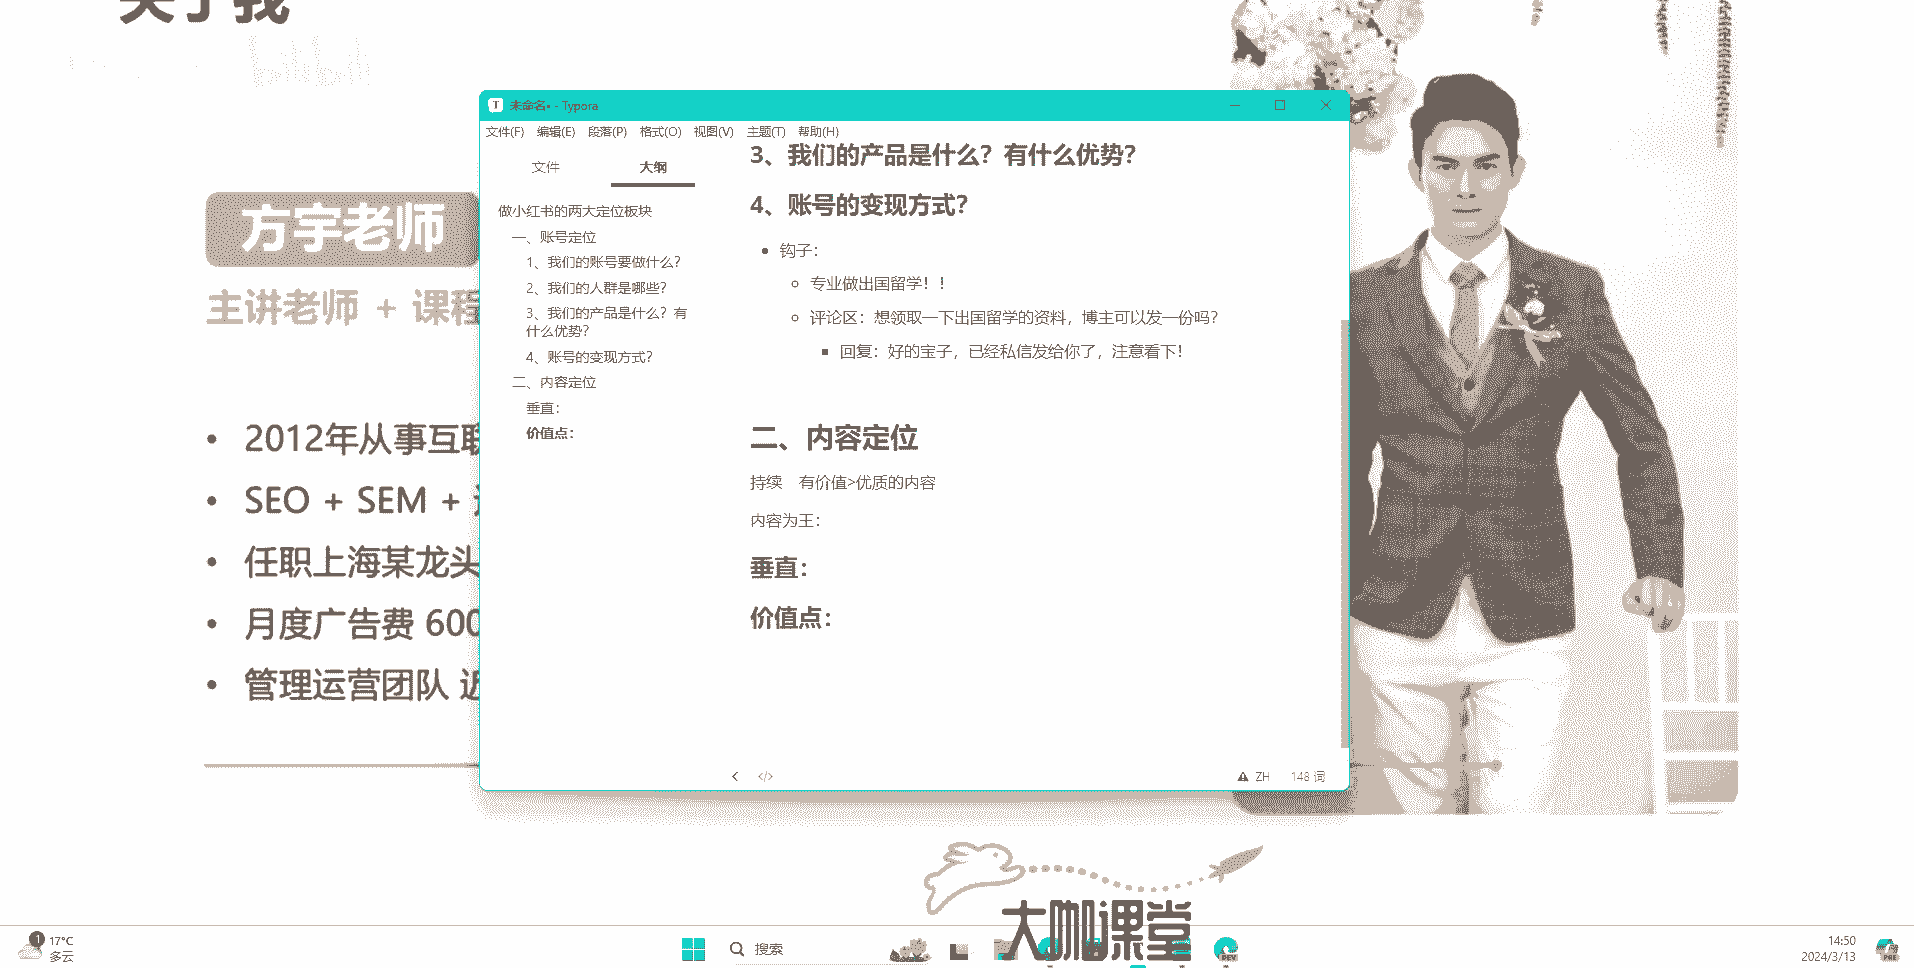 关于我
bilibili
未命名• - Typora
文件(F) 编辑(E) 段落(P) 格式(O) 视图(V) 主题(T) 帮助(H)
文件 大纲
做小红书的两大定位板块
一、账号定位
1、我们的账号要做什么？
2、我们的人群是哪些？
3、我们的产品是什么？有
什么优势？
4、账号的变现方式？
二、内容定位
垂直：
价值点：
3、我们的产品是什么？有什么优势？
4、账号的变现方式？
钩子：
专业做出国留学！！
评论区：想领取一下出国留学的资料，博主可以发一份吗？
回复：好的宝子，已经私信发给你了，注意看下！
二、内容定位
持续 有价值>优质的内容
内容为王：
垂直：
价值点：
ZH 148 词
方宇老师
主讲老师 + 课程
• 2012年从事互联
• SEO + SEM +
• 任职上海某龙头
• 月度广告费 600
• 管理运营团队 近
大咖课堂
1 17°C
多云
搜索
DEV
14:50
2024/3/13
PRE